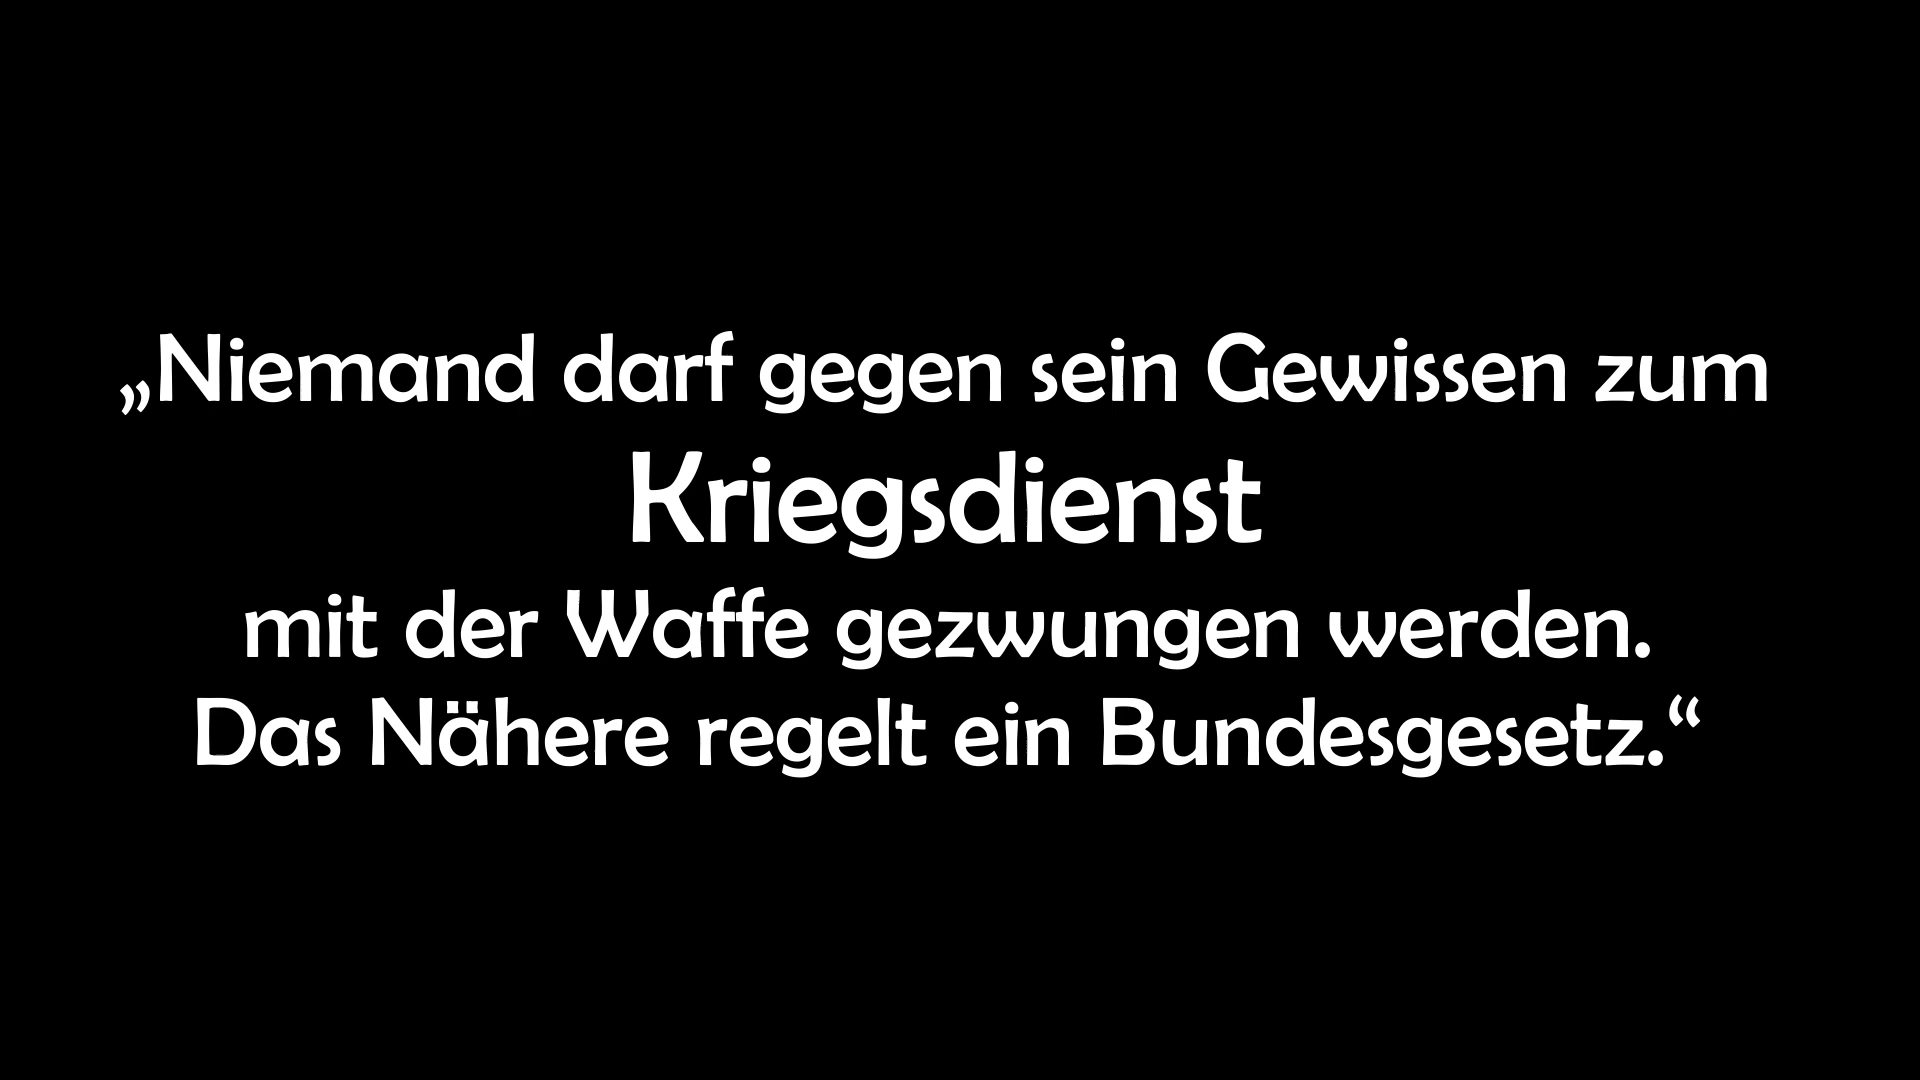 „Niemand darf gegen sein Gewissen zum
Kriegsdienst
mit der Waffe gezwungen werden.
Das Nähere regelt ein Bundesgesetz.“